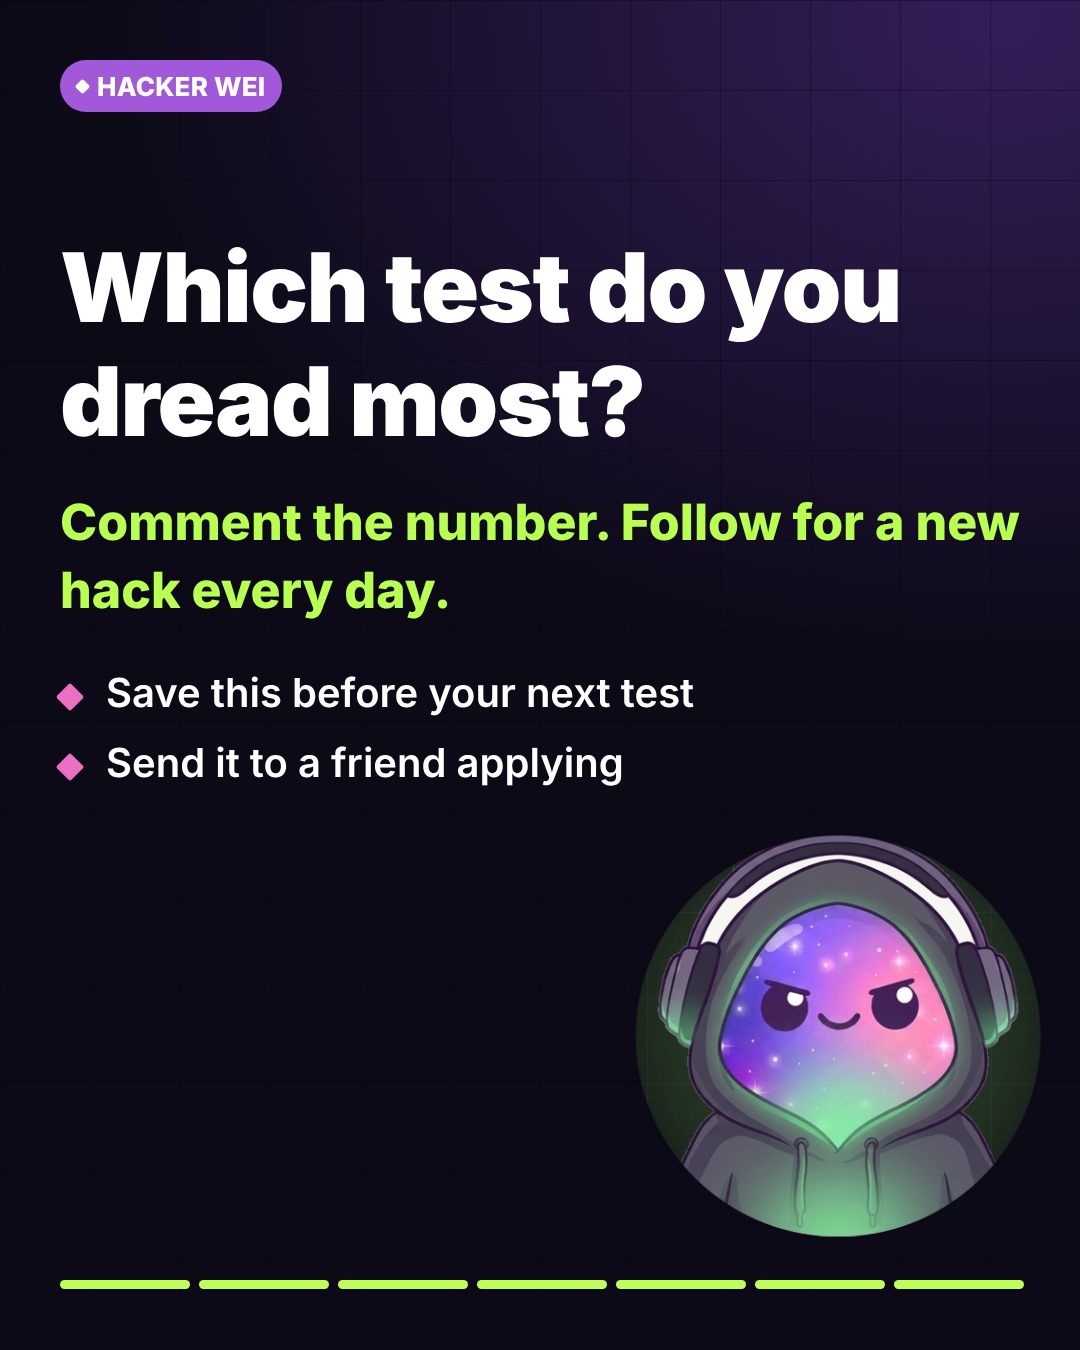 HACKER WEI
Which test do you
dread most?
Comment the number. Follow for a new
hack every day.
Save this before your next test
Send it to a friend applying